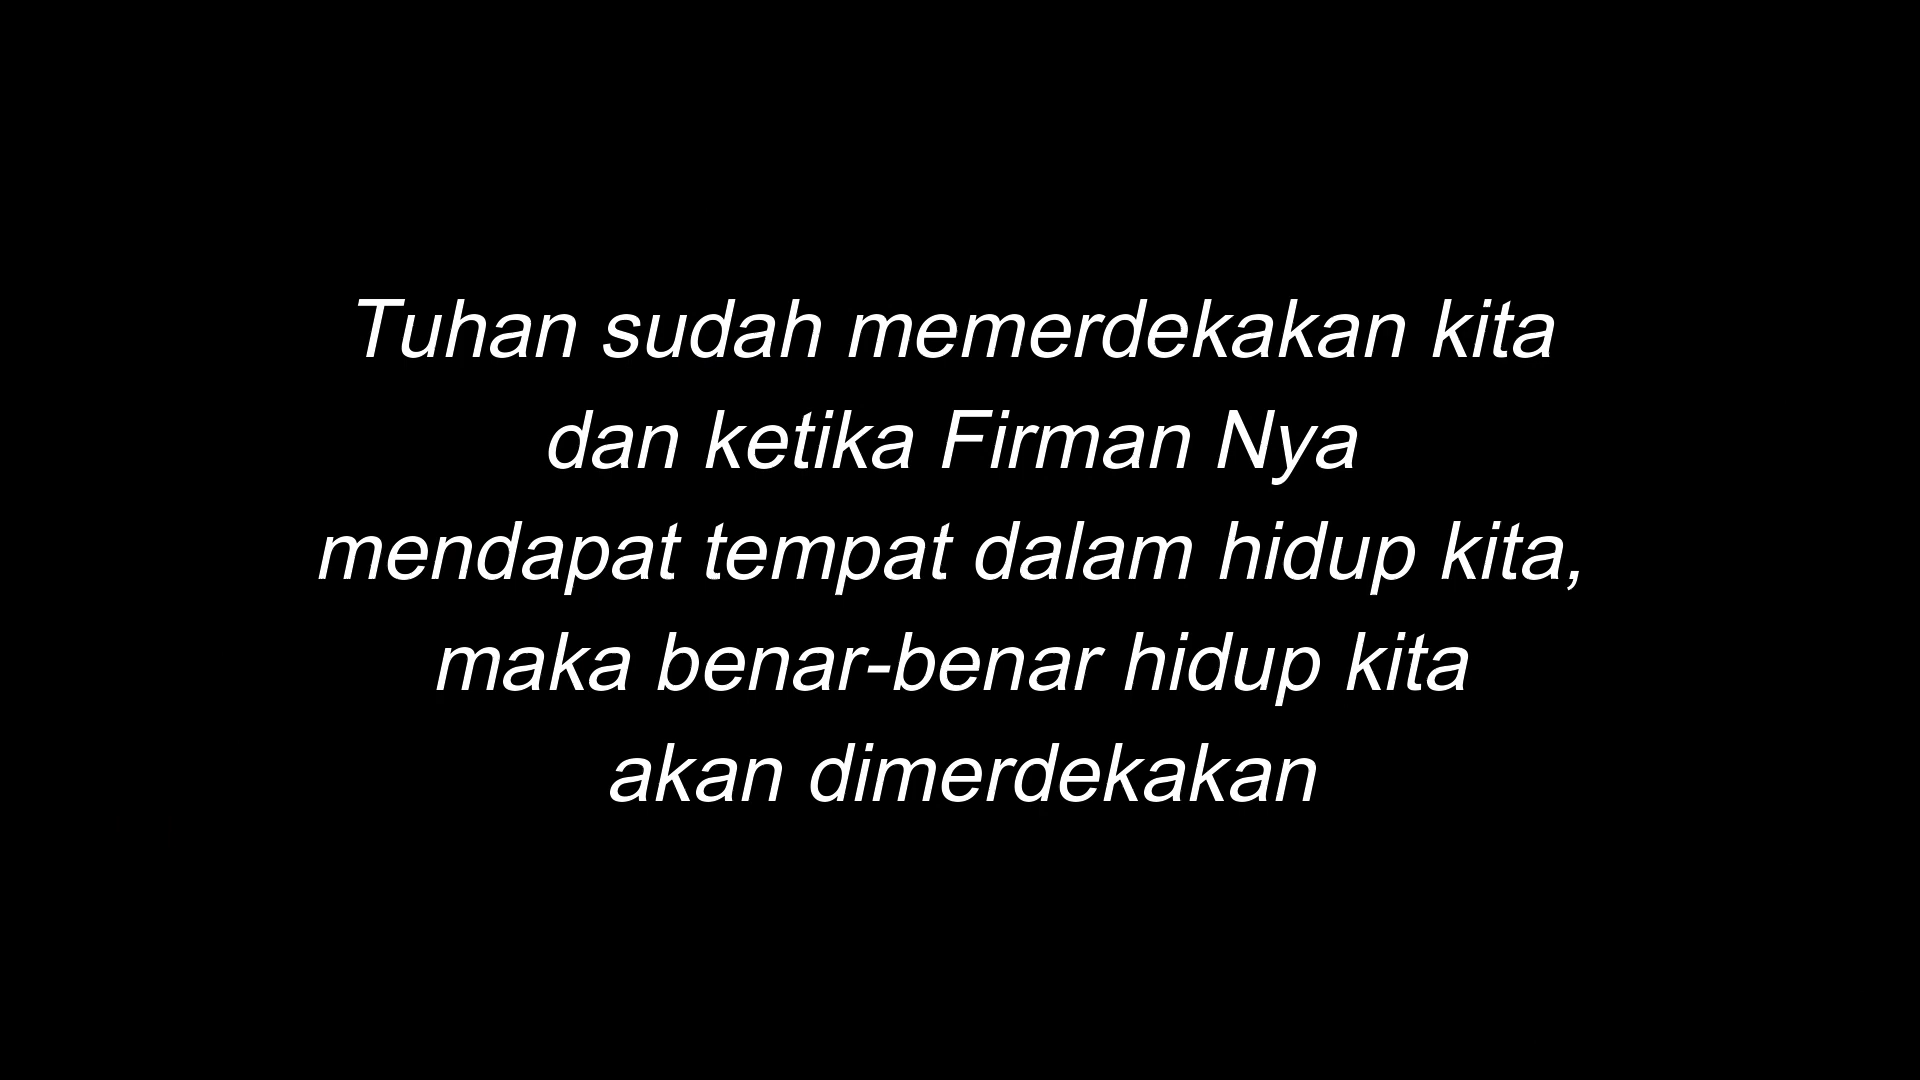 Tuhan sudah memerdekakan kita
dan ketika Firman Nya
mendapat tempat dalam hidup kita,
maka benar-benar hidup kita
akan dimerdekakan